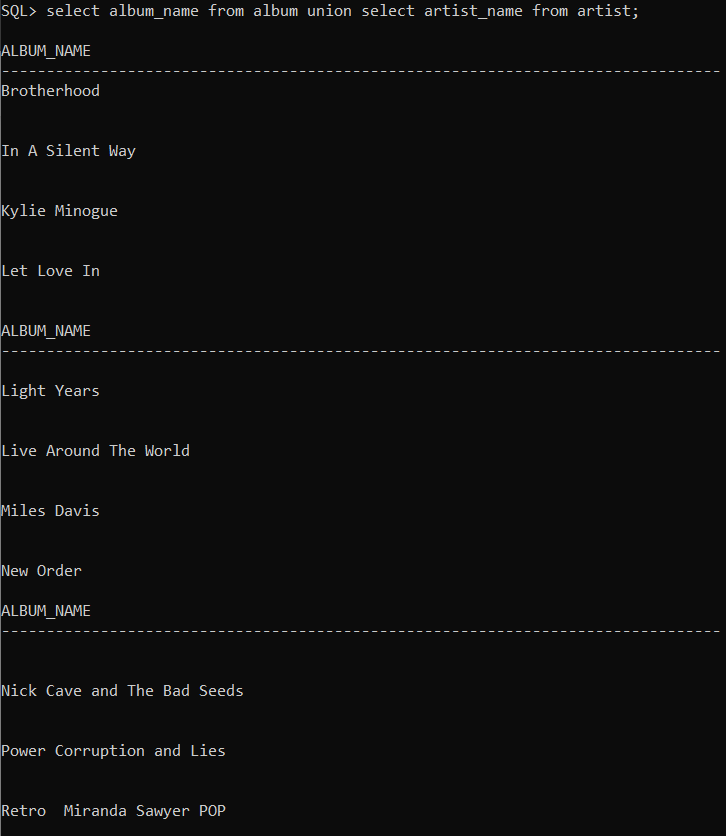 SQL> select album_name from album union select artist_name from artist;
ALBUM_NAME
--------------------------------------------------------------------------------
Brotherhood
In A Silent Way
Kylie Minogue
Let Love In
ALBUM_NAME
--------------------------------------------------------------------------------
Light Years
Live Around The World
Miles Davis
New Order
ALBUM_NAME
--------------------------------------------------------------------------------
Nick Cave and The Bad Seeds
Power Corruption and Lies
Retro  Miranda Sawyer POP